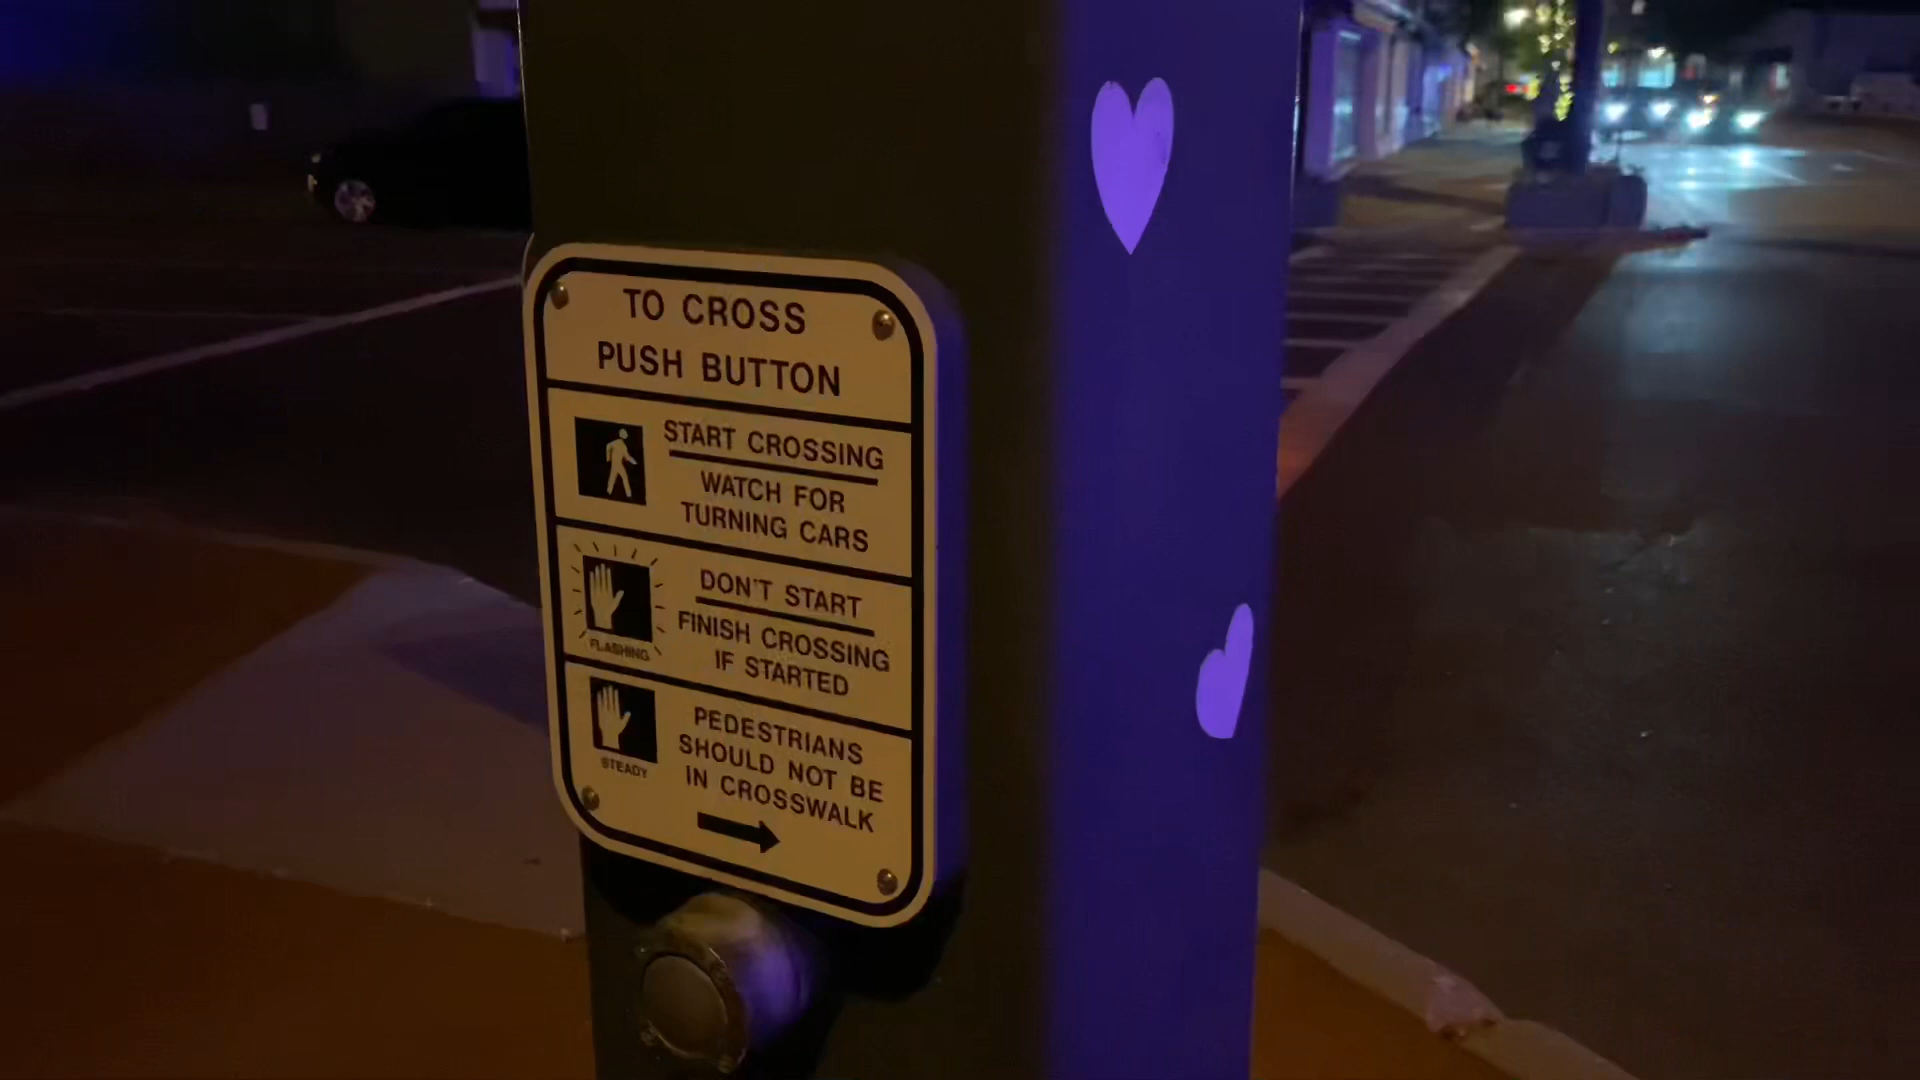 TO CROSS
PUSH BUTTON
START CROSSING
WATCH FOR
TURNING CARS
DON'T START
FINISH CROSSING
IF STARTED
FLASHING
PEDESTRIANS
SHOULD NOT BE
IN CROSSWALK
STEADY